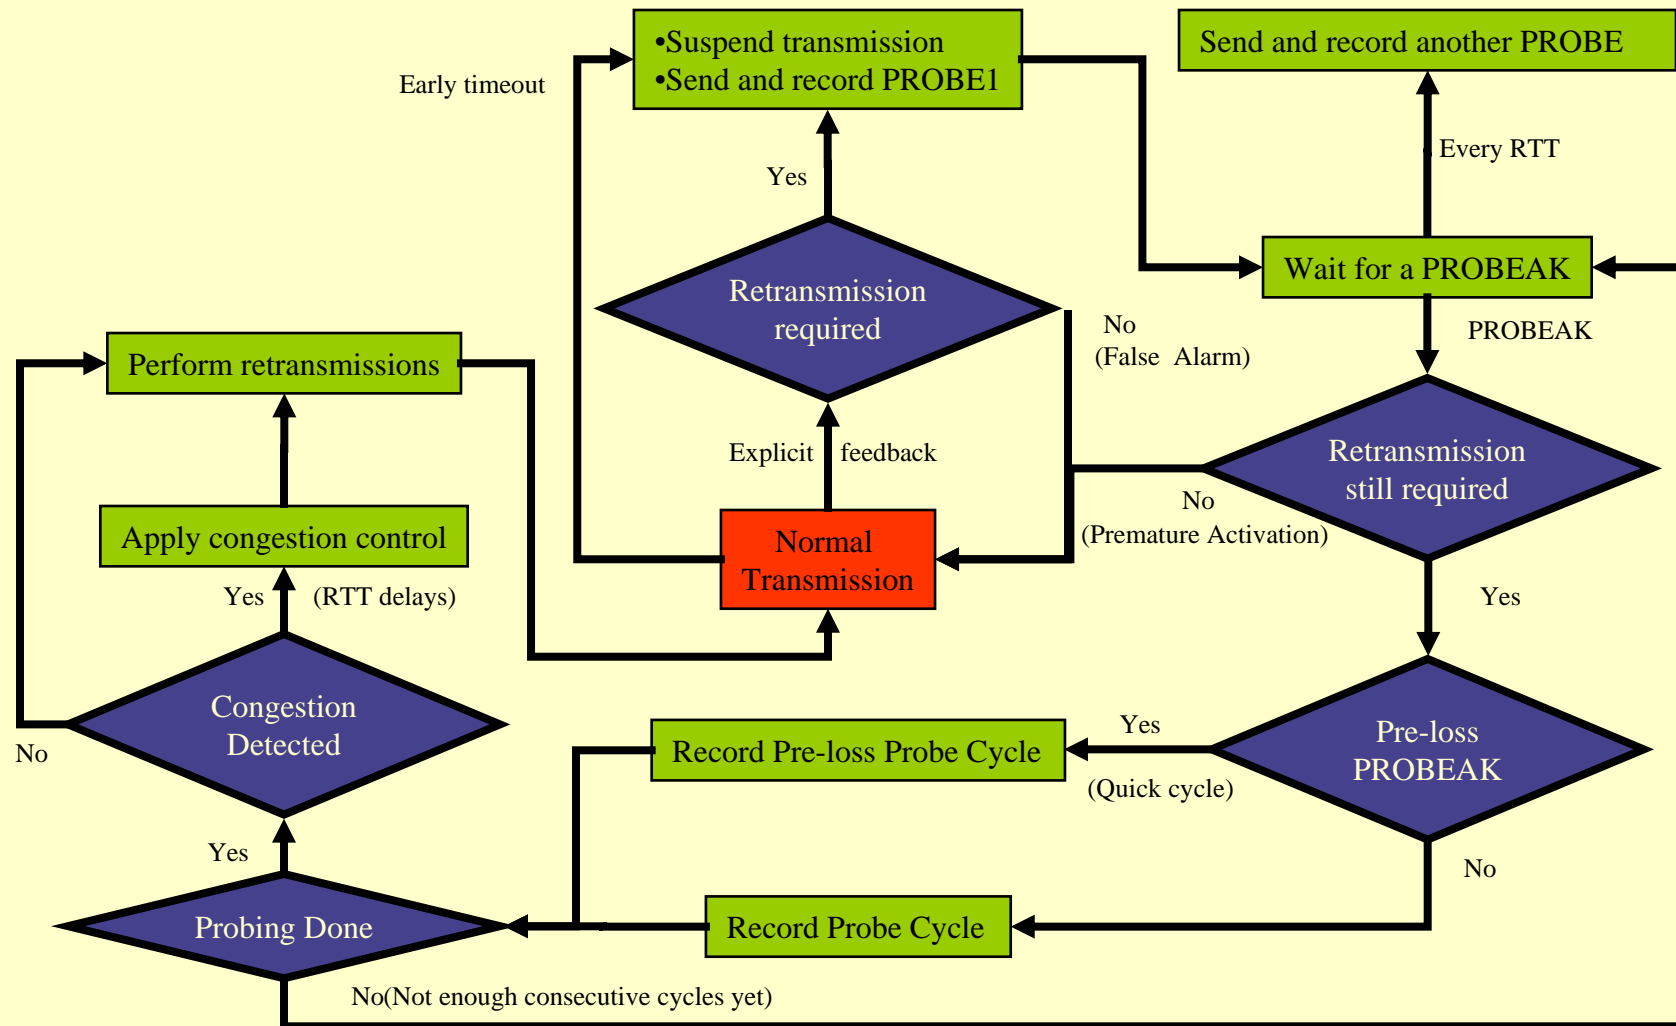 •Suspend transmission
•Send and record PROBE1
Send and record another PROBE
Early timeout
Every RTT
Yes
Wait for a PROBEAK
Retransmission
required
No
(False Alarm)
PROBEAK
Perform retransmissions
Explicit feedback
Retransmission
still required
No
(Premature Activation)
Apply congestion control
Normal
Transmission
Yes (RTT delays)
Yes
Congestion
Detected
No
Yes
Record Pre-loss Probe Cycle
(Quick cycle)
Pre-loss
PROBEAK
Yes
No
Probing Done
Record Probe Cycle
No(Not enough consecutive cycles yet)